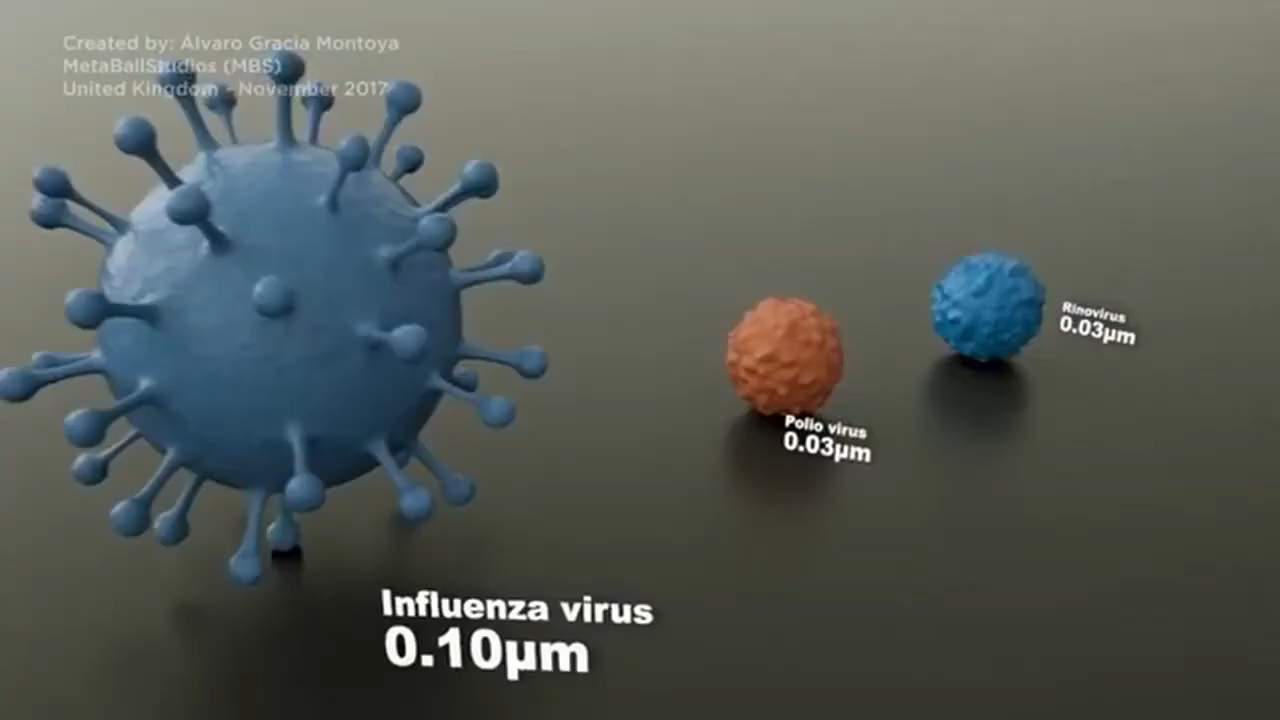 Created by: Álvaro Gracia Montoya
MetaBallStudios (MBS)
United Kingdom - November 2017
Rinovirus
0.03µm
Polio virus
0.03µm
Influenza virus
0.10µm